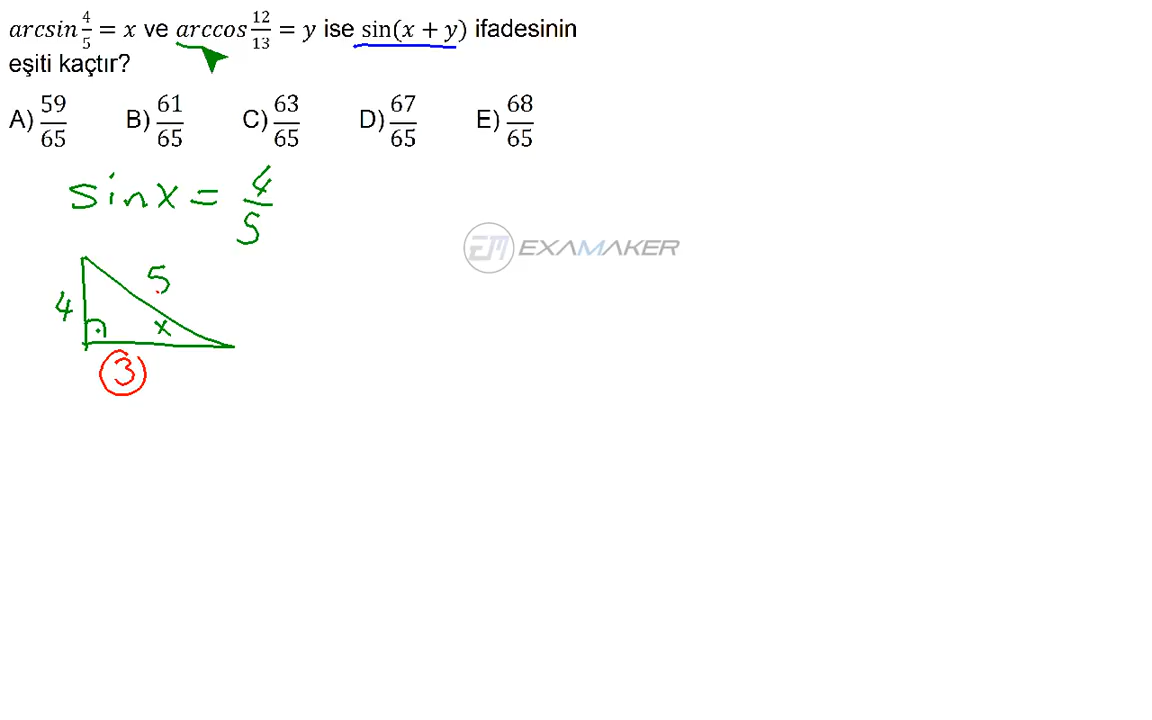 arcsin 4/5 = x ve arccos 12/13 = y ise sin(x + y) ifadesinin
eşiti kaçtır?
A) 59/65 B) 61/65 C) 63/65 D) 67/65 E) 68/65
sinx = 4/5
EM EXAMAKER
5
4
x
3